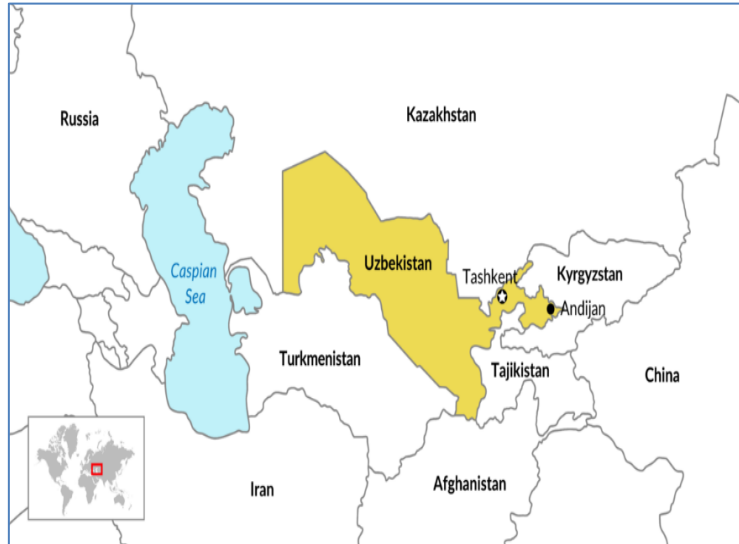 Russia
Kazakhstan
Caspian
Sea
Uzbekistan
Tashkent
Kyrgyzstan
Andijan
Turkmenistan
Tajikistan
China
Iran
Afghanistan